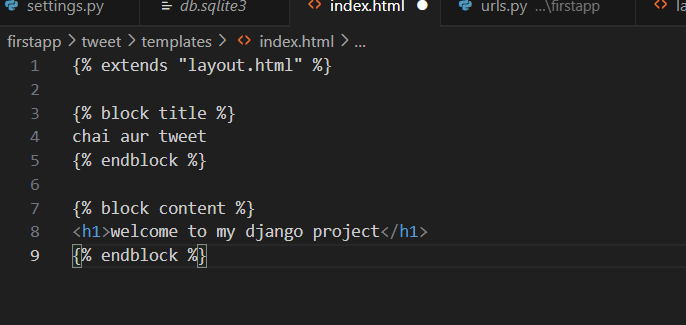 settings.py db.sqlite3 index.html urls.py ...\firstapp la
firstapp > tweet > templates > index.html > ...
1 {% extends "layout.html" %}
2
3 {% block title %}
4 chai aur tweet
5 {% endblock %}
6
7 {% block content %}
8 <h1>welcome to my django project</h1>
9 {% endblock %}